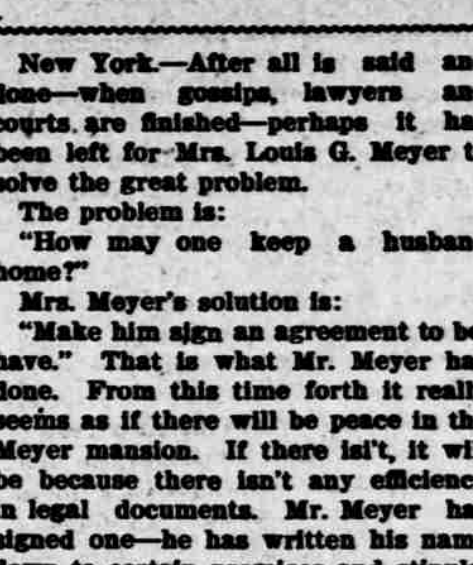 New York.—After all is said an
lone—when gossips, lawyers an
courts are finished—perhaps it ha
been left for Mrs. Louis G. Meyer t
solve the great problem.
The problem is:
"How may one keep a husban
home?"
Mrs. Meyer's solution is:
"Make him sign an agreement to be
have." That is what Mr. Meyer ha
lone. From this time forth it reall
seems as if there will be peace in th
Meyer mansion. If there isi't, it wi
be because there isn't any efficienc
in legal documents. Mr. Meyer ha
signed one—he has written his nam